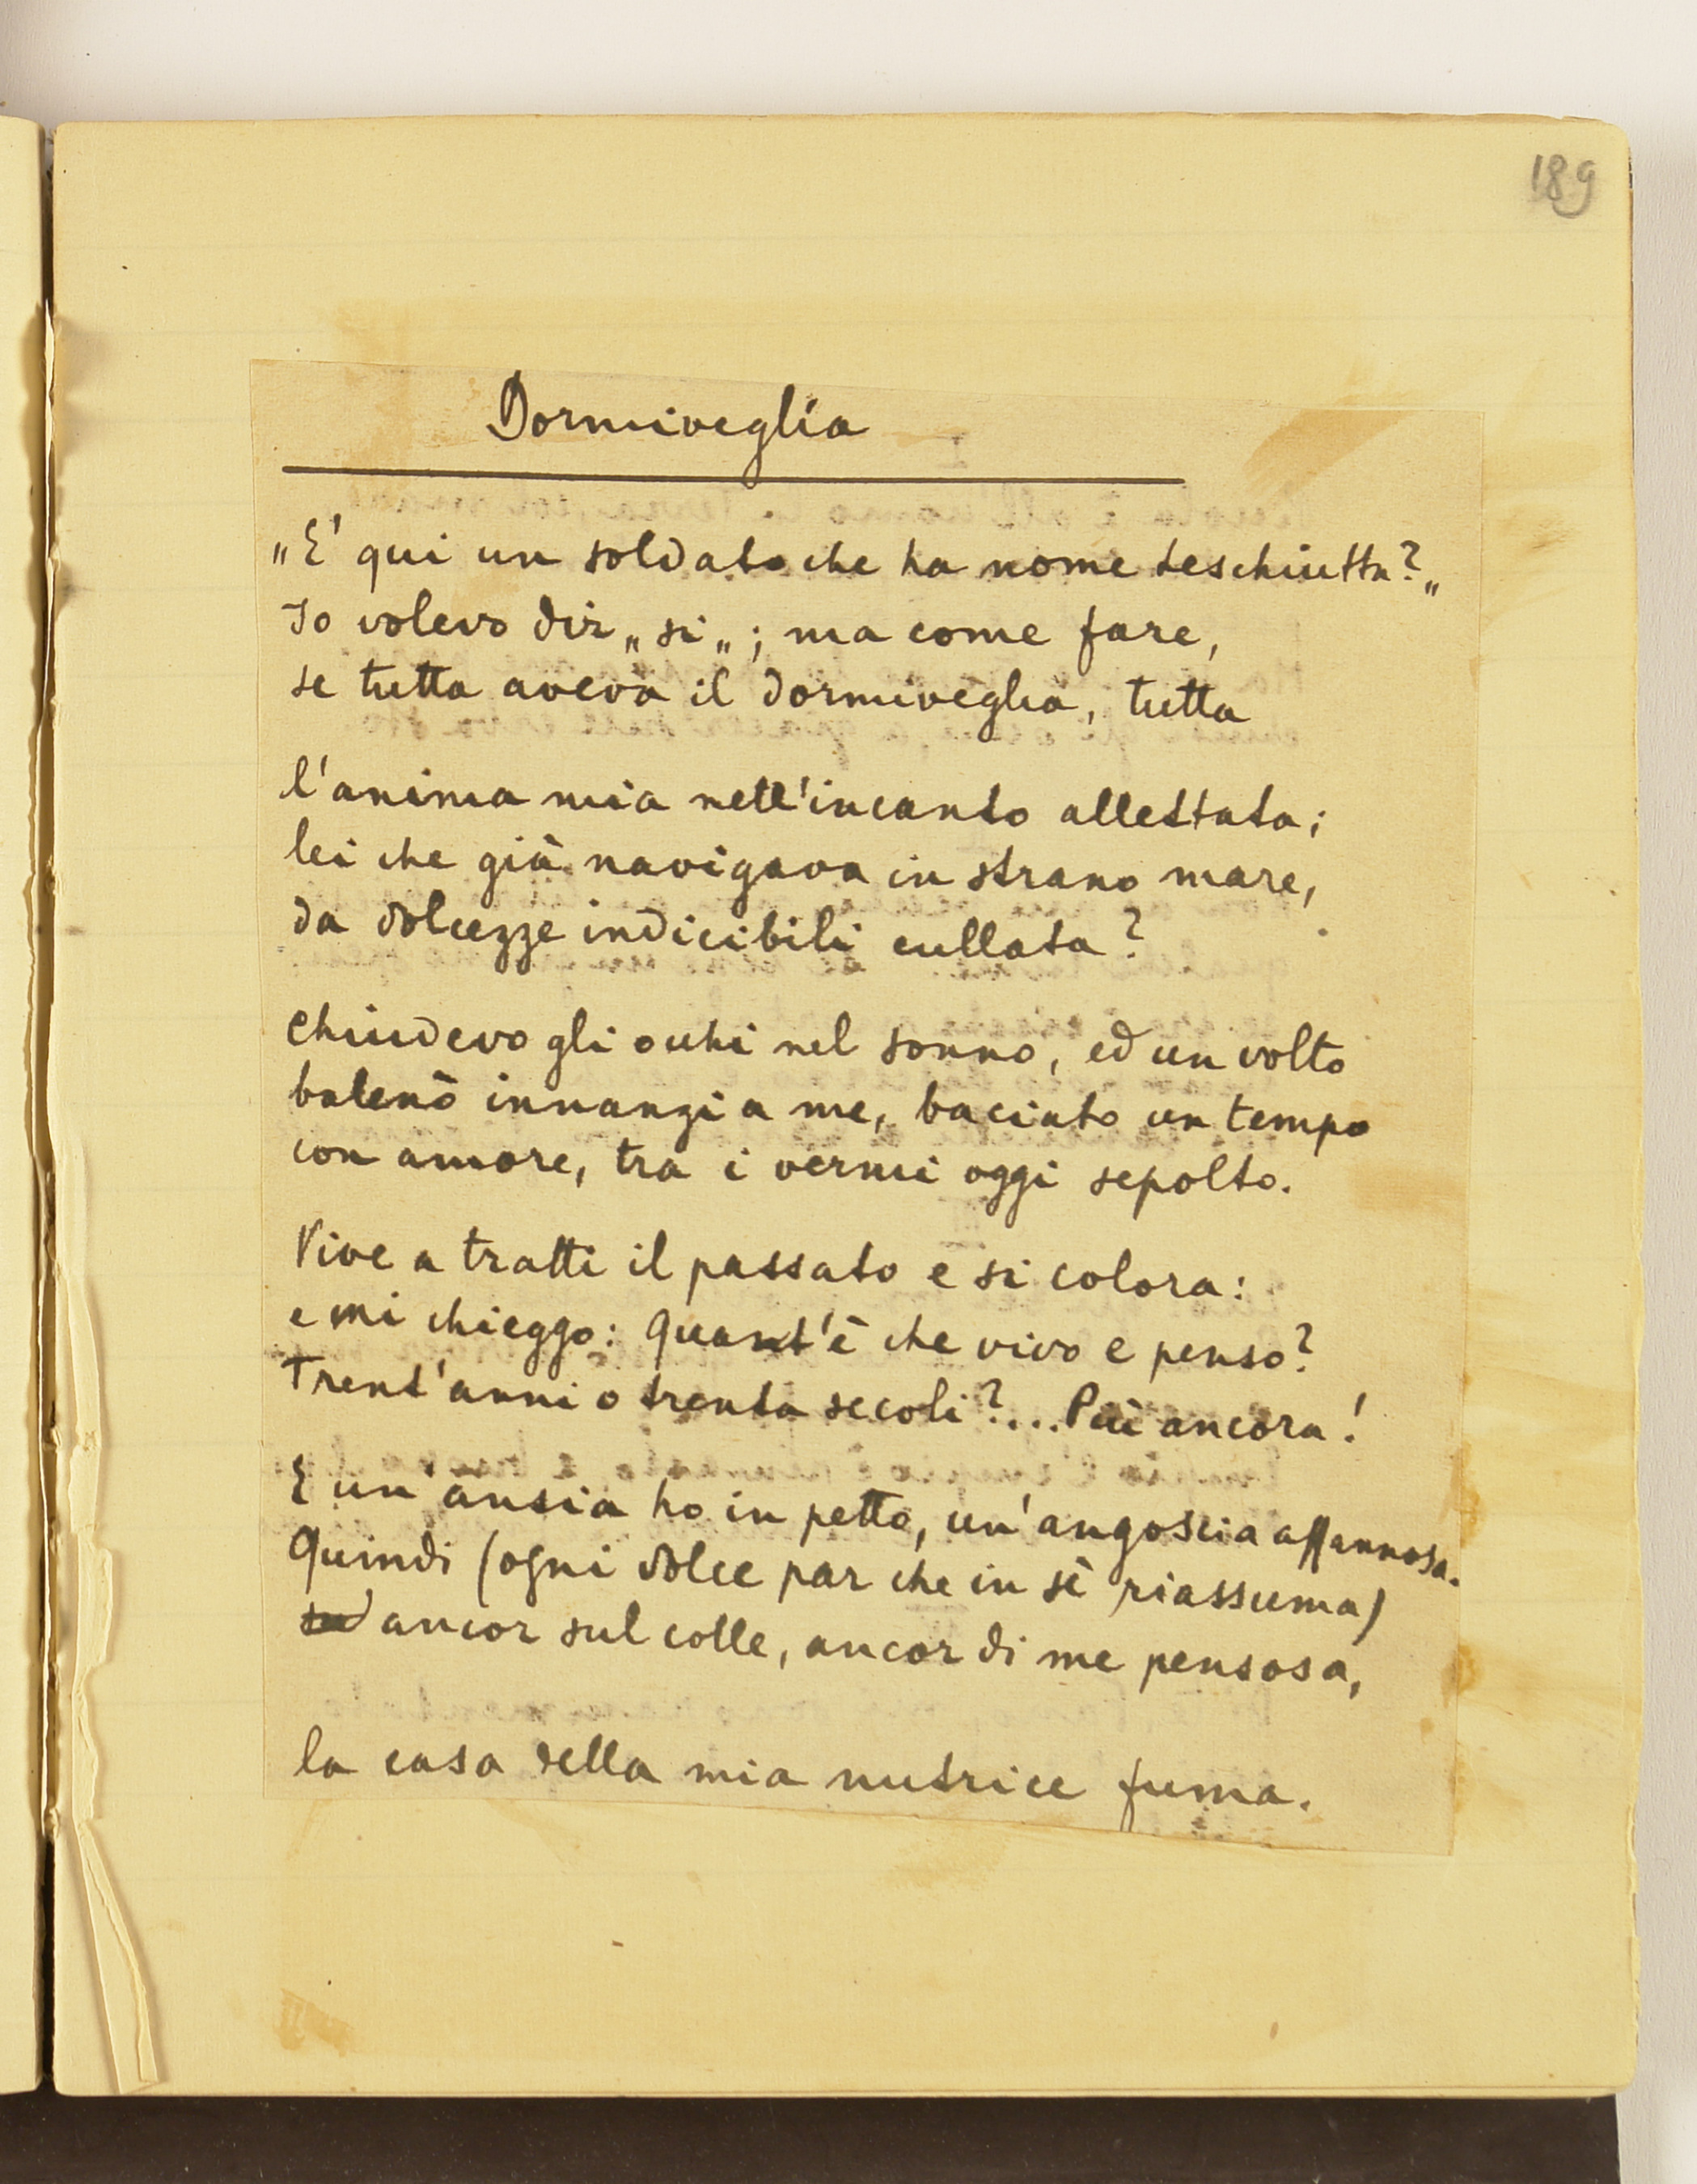 189
Dormiveglia
„E' qui un soldato che ha nome Leschiutta?„
Io volevo dir „si„; ma come fare,
se tutta aveva il dormiveglia, tutta
l'anima mia nell'incanto allettata;
lei che già navigava in strano mare,
da dolcezze indicibili cullata?
Chiudevo gli occhi nel sonno, ed un volto
balenò innanzi a me, baciato un tempo
con amore, tra i vermi oggi sepolto.
Vive a tratti il passato e si colora:
e mi chieggo: Quant'è che vivo e penso?
Trent'anni o trenta secoli?... Più ancora!
E un'ansia ho in petto, un'angoscia affannosa.
Quindi (ogni dolce par che in sè riassuma)
ancor sul colle, ancor di me pensosa,
la casa della mia nutrice fuma.